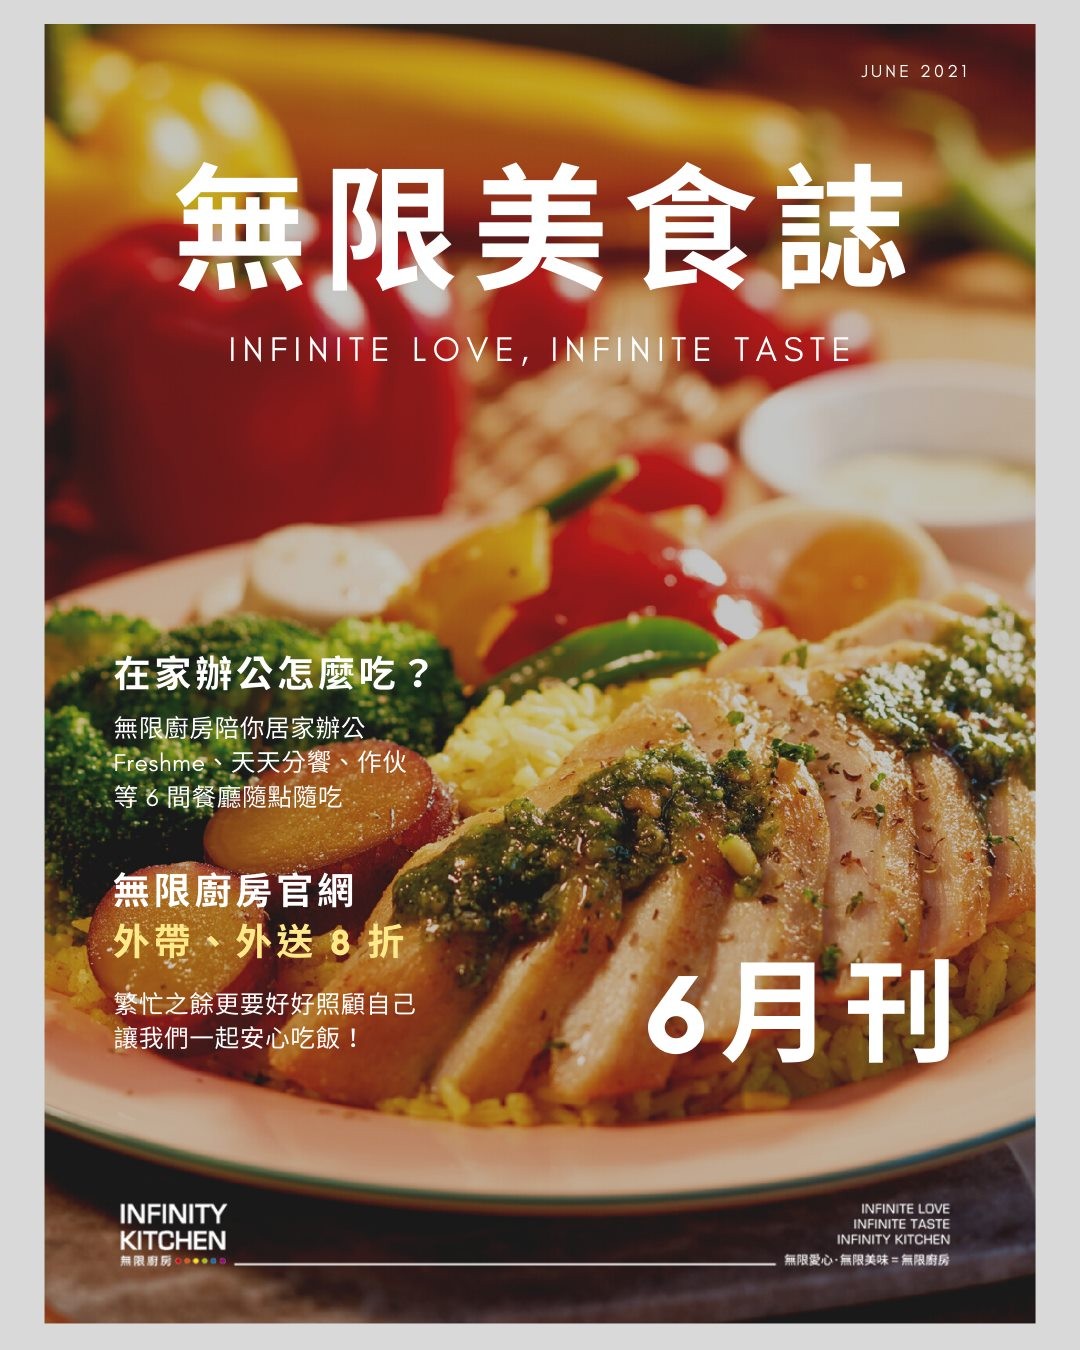 JUNE 2021
無限美食誌
INFINITE LOVE, INFINITE TASTE
在家辦公怎麼吃？
無限廚房陪你居家辦公
Freshme、天天分饗、作伙
等 6 間餐廳隨點隨吃
無限廚房官網
外帶、外送 8 折
繁忙之餘更要好好照顧自己
讓我們一起安心吃飯！
6月刊
INFINITY
KITCHEN
無限廚房
INFINITE LOVE
INFINITE TASTE
INFINITY KITCHEN
無限愛心·無限美味=無限廚房